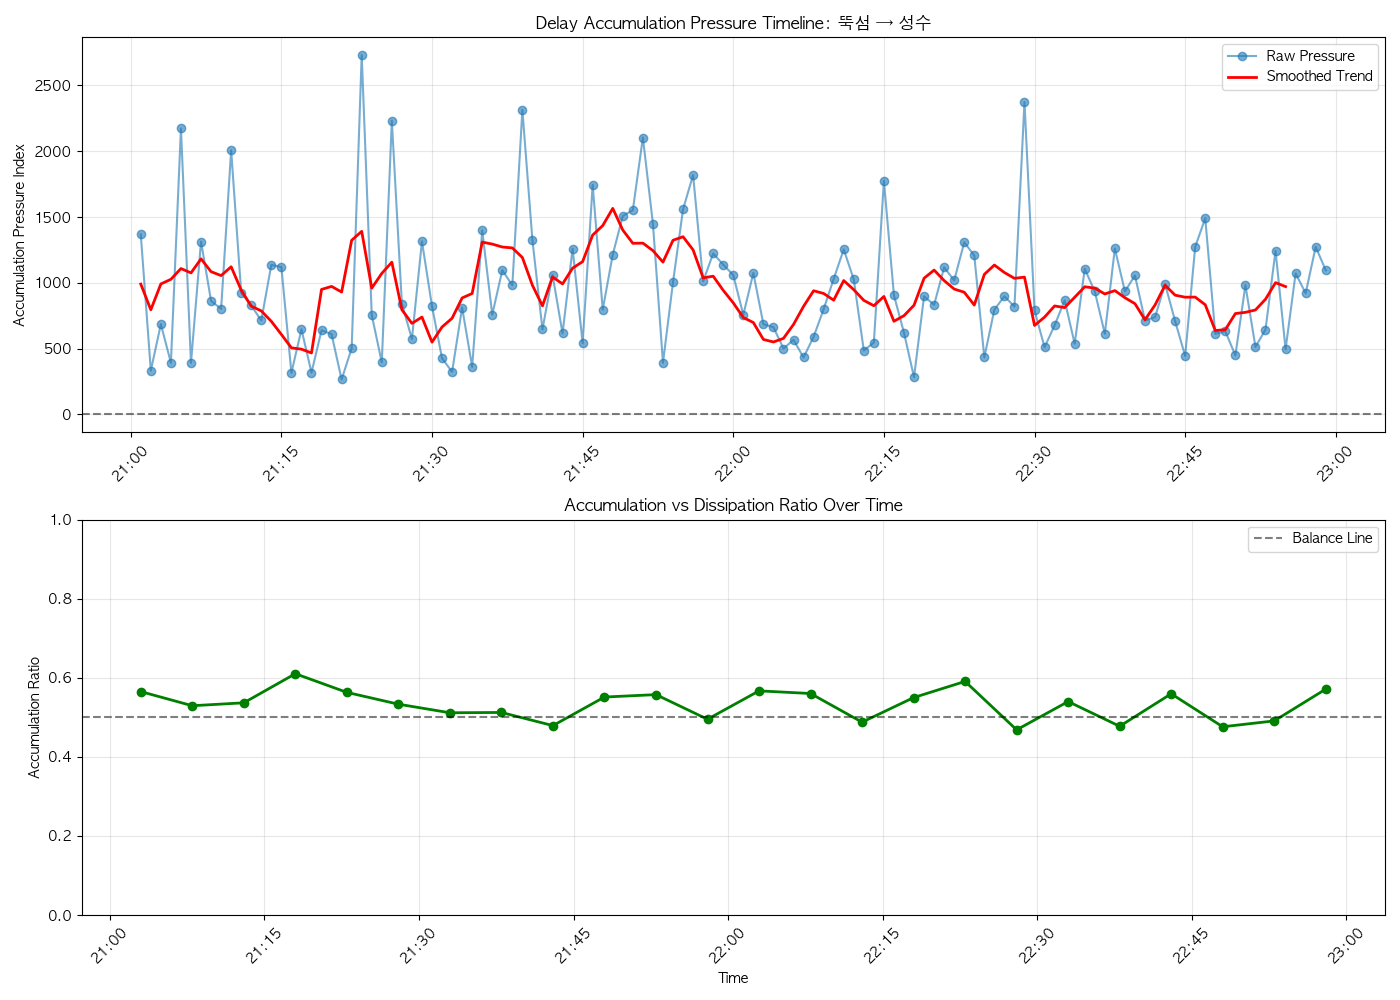 Delay Accumulation Pressure Timeline: 뚝섬 → 성수
Raw Pressure
Smoothed Trend
Accumulation Pressure Index
2500
2000
1500
1000
500
0
21:00 21:15 21:30 21:45 22:00 22:15 22:30 22:45 23:00
Accumulation vs Dissipation Ratio Over Time
Balance Line
Accumulation Ratio
1.0
0.8
0.6
0.4
0.2
0.0
21:00 21:15 21:30 21:45 22:00 22:15 22:30 22:45 23:00
Time